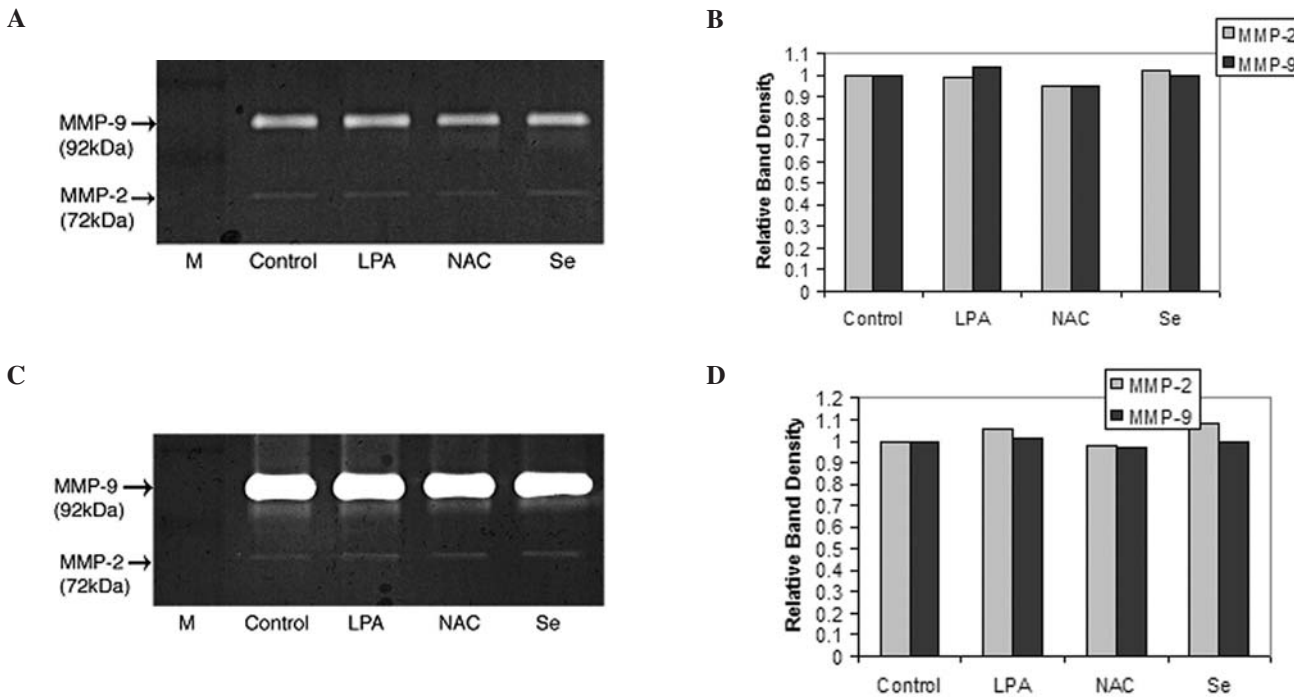 A
MMP-9
(92kDa)
MMP-2
(72kDa)
M Control LPA NAC Se
B
MMP-2
MMP-9
Relative Band Density
1.1
1
0.9
0.8
0.7
0.6
0.5
0.4
0.3
0.2
0.1
0
Control LPA NAC Se
C
MMP-9
(92kDa)
MMP-2
(72kDa)
M Control LPA NAC Se
D
MMP-2
MMP-9
Relative Band Density
1.2
1.1
1
0.9
0.8
0.7
0.6
0.5
0.4
0.3
0.2
0.1
0
Control LPA NAC Se